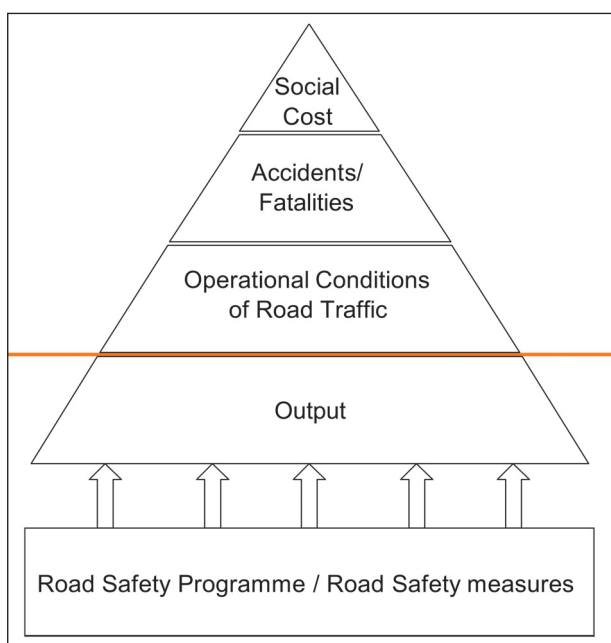 Social
Cost
Accidents/
Fatalities
Operational Conditions
of Road Traffic
Output
Road Safety Programme / Road Safety measures